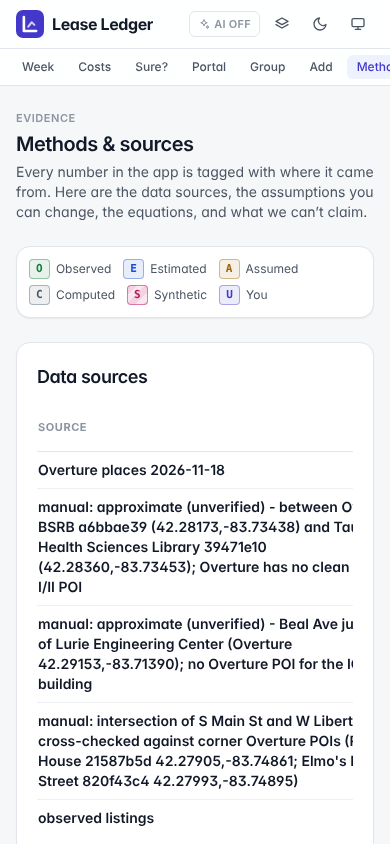 Lease Ledger
AI OFF
Week Costs Sure? Portal Group Add
EVIDENCE
Methods & sources
Every number in the app is tagged with where it came
from. Here are the data sources, the assumptions you
can change, the equations, and what we can't claim.
O Observed E Estimated A Assumed
C Computed S Synthetic U You
Data sources
SOURCE
Overture places 2026-11-18
manual: approximate (unverified) - between
BSRB a6bbae39 (42.28173,-83.73438) and
Health Sciences Library 39471e10
(42.28360,-83.73453); Overture has no clean
I/II POI
manual: approximate (unverified) - Beal Ave
of Lurie Engineering Center (Overture
42.29153,-83.71390); no Overture POI for the
building
manual: intersection of S Main St and W
cross-checked against corner Overture POIs
House 21587b5d 42.27905,-83.74861; Elmo's
Street 820f43c4 42.27993,-83.74895)
observed listings